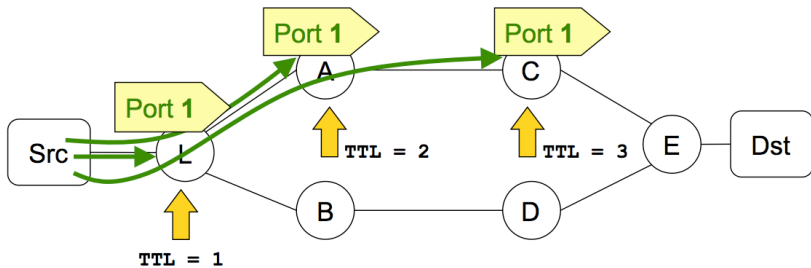 Port 1
Port 1
Port 1
A
C
TTL = 2
TTL = 3
Src
L
E
Dst
B
D
TTL = 1